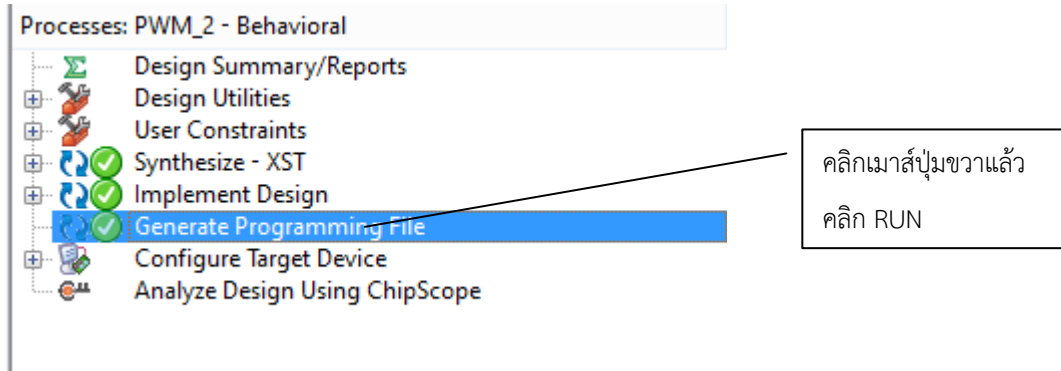 Processes: PWM_2 - Behavioral
Design Summary/Reports
Design Utilities
User Constraints
Synthesize - XST
Implement Design
Generate Programming File
Configure Target Device
Analyze Design Using ChipScope
คลิกเมาส์ปุ่มขวาแล้ว
คลิก RUN